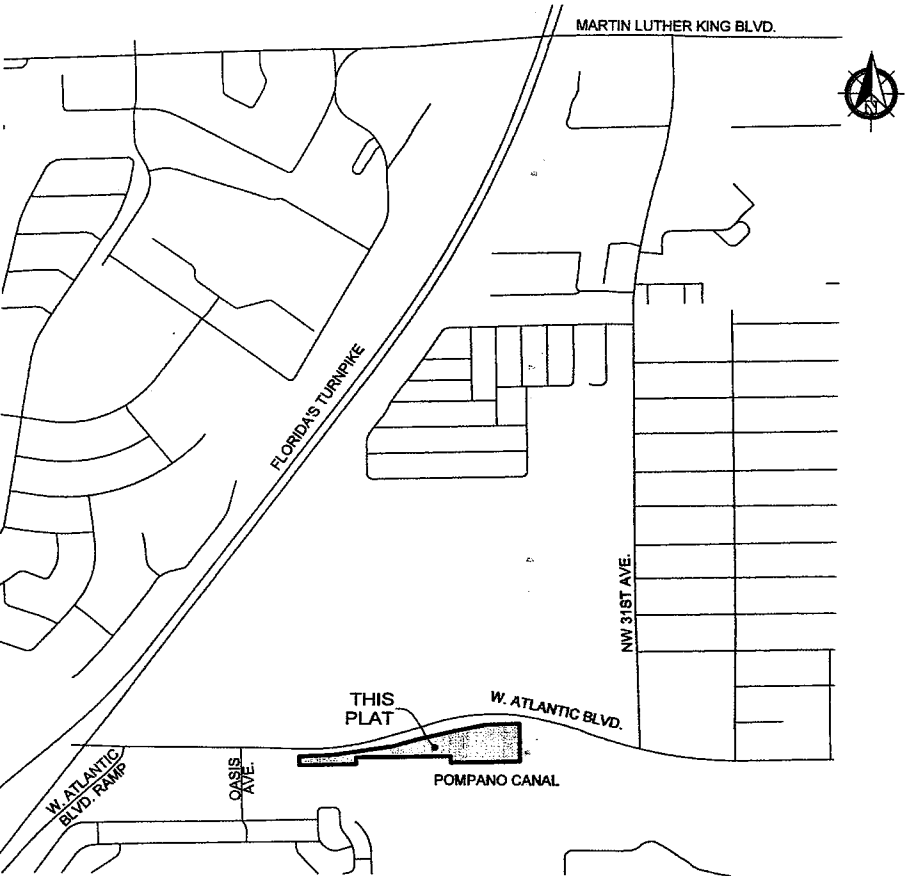 MARTIN LUTHER KING BLVD.
N
FLORIDA'S TURNPIKE
NW 31ST AVE.
THIS
PLAT
W. ATLANTIC BLVD.
W. ATLANTIC
BLVD. RAMP
OASIS
AVE.
POMPANO CANAL